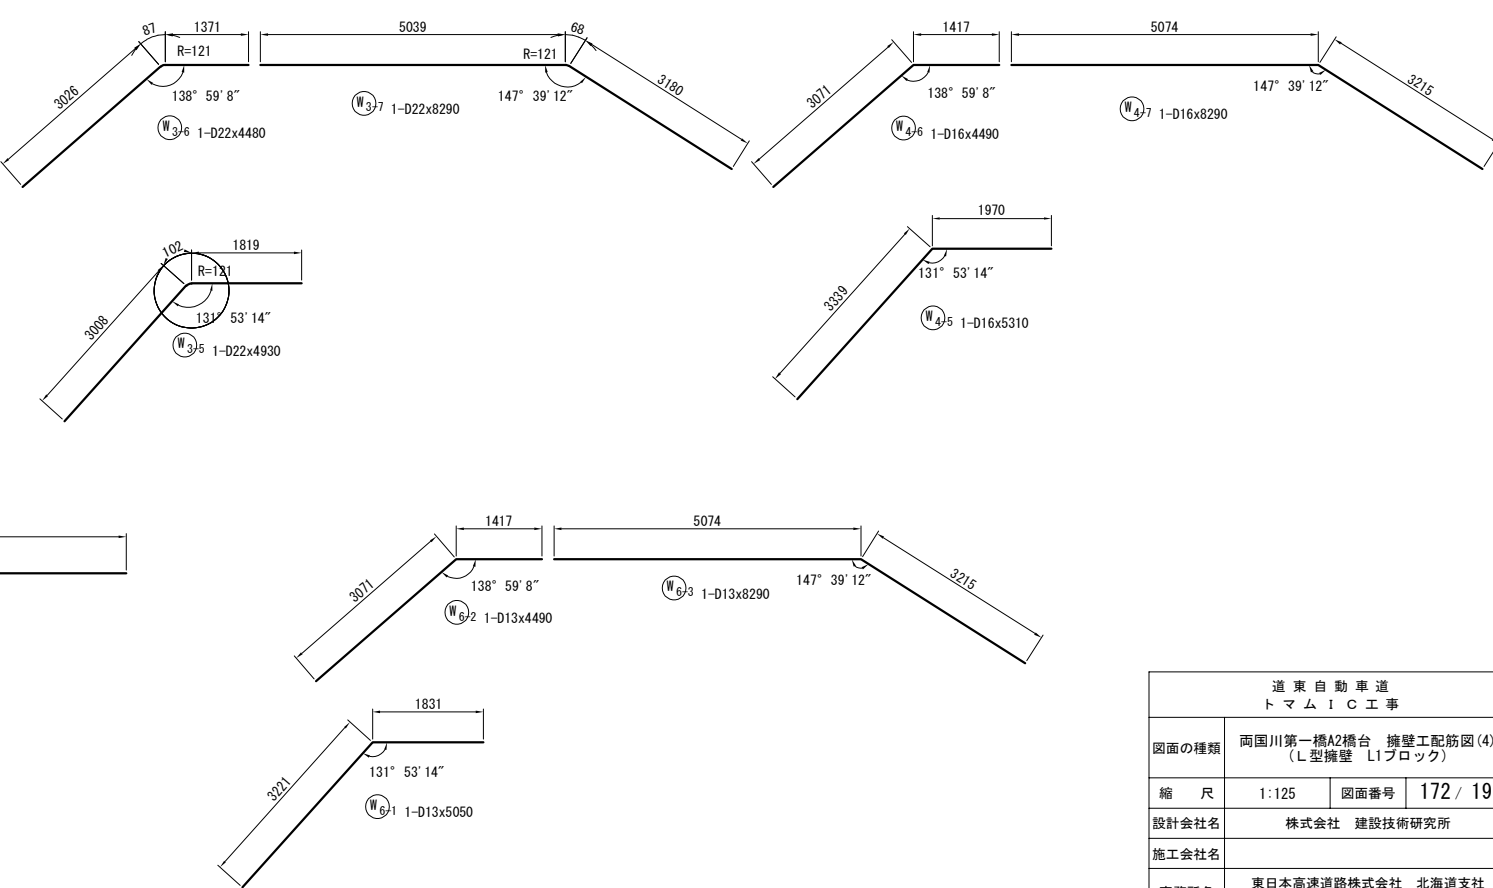 87 1371 5039 68
R=121 R=121
3026 138° 59′ 8″ 147° 39′ 12″ 3180
W3-6 1-D22x4480
W3-7 1-D22x8290
1417 5074
3071 138° 59′ 8″ 147° 39′ 12″ 3215
W4-6 1-D16x4490
W4-7 1-D16x8290
102 1819
R=121
3008 131° 53′ 14″
W3-5 1-D22x4930
1970
3339 131° 53′ 14″
W4-5 1-D16x5310
1417 5074
3071 138° 59′ 8″ 147° 39′ 12″ 3215
W6-2 1-D13x4490
W6-3 1-D13x8290
1831
3221 131° 53′ 14″
W6-1 1-D13x5050
道東自動車道
トマムIC工事
図面の種類 両国川第一橋A2橋台 擁壁工配筋図(4)
(L型擁壁 L1ブロック)
縮尺 1:125 図面番号 172 / 19
設計会社名 株式会社 建設技術研究所
施工会社名
東日本高速道路株式会社 北海道支社